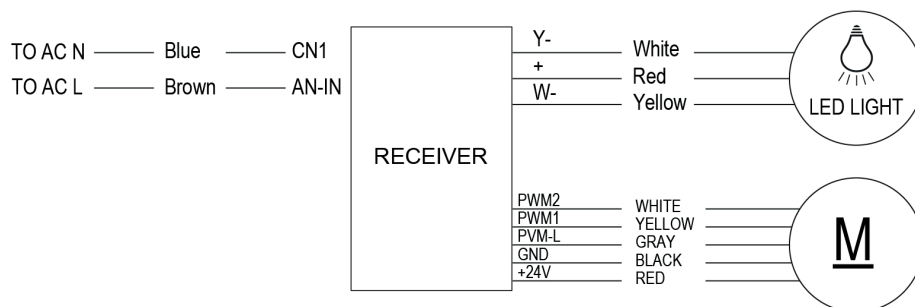 TO AC N Blue CN1
TO AC L Brown AN-IN
RECEIVER
Y- White
+ Red
W- Yellow
LED LIGHT
PWM2 WHITE
PWM1 YELLOW
PVM-L GRAY
GND BLACK
+24V RED
M